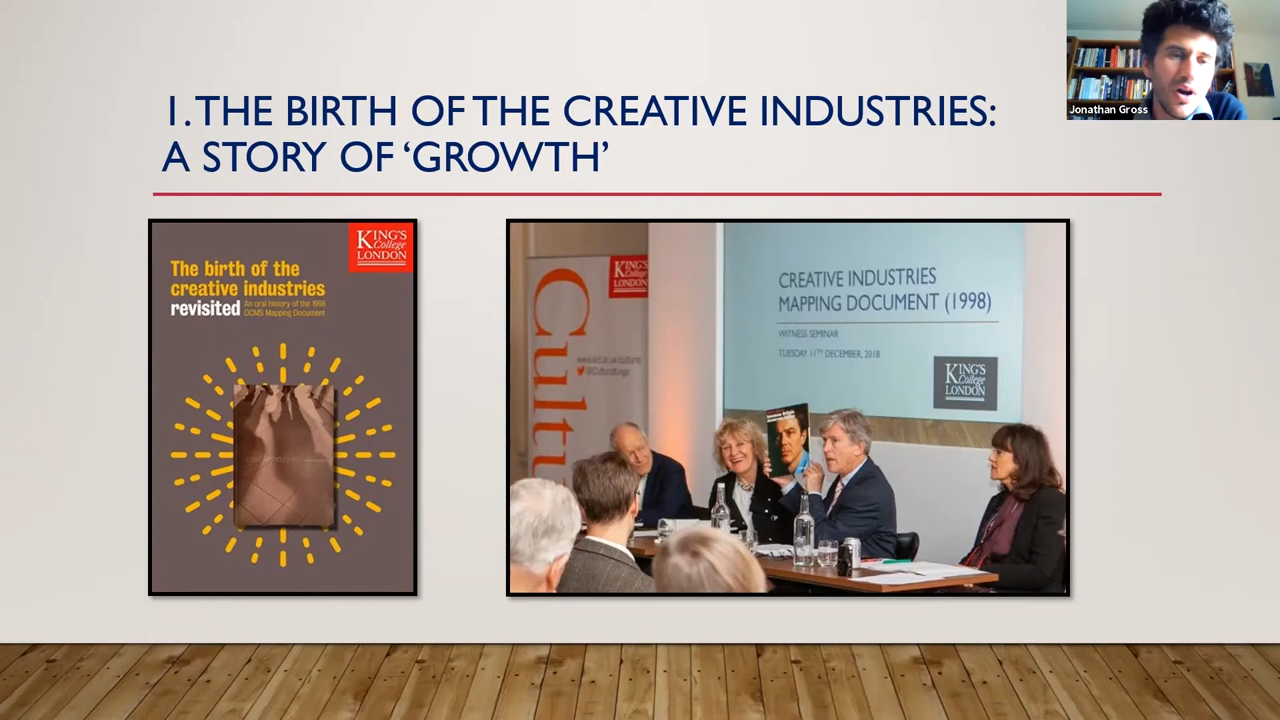 Jonathan Gross
1. THE BIRTH OF THE CREATIVE INDUSTRIES:
A STORY OF ‘GROWTH’
KING'S
College
LONDON
The birth of the
creative industries
revisited An oral history of the 1998
DCMS Mapping Document
Cultu
KING'S
College
LONDON
@CultureKings
CREATIVE INDUSTRIES
MAPPING DOCUMENT (1998)
WITNESS SEMINAR
TUESDAY 11TH DECEMBER, 2018
KING'S
College
LONDON